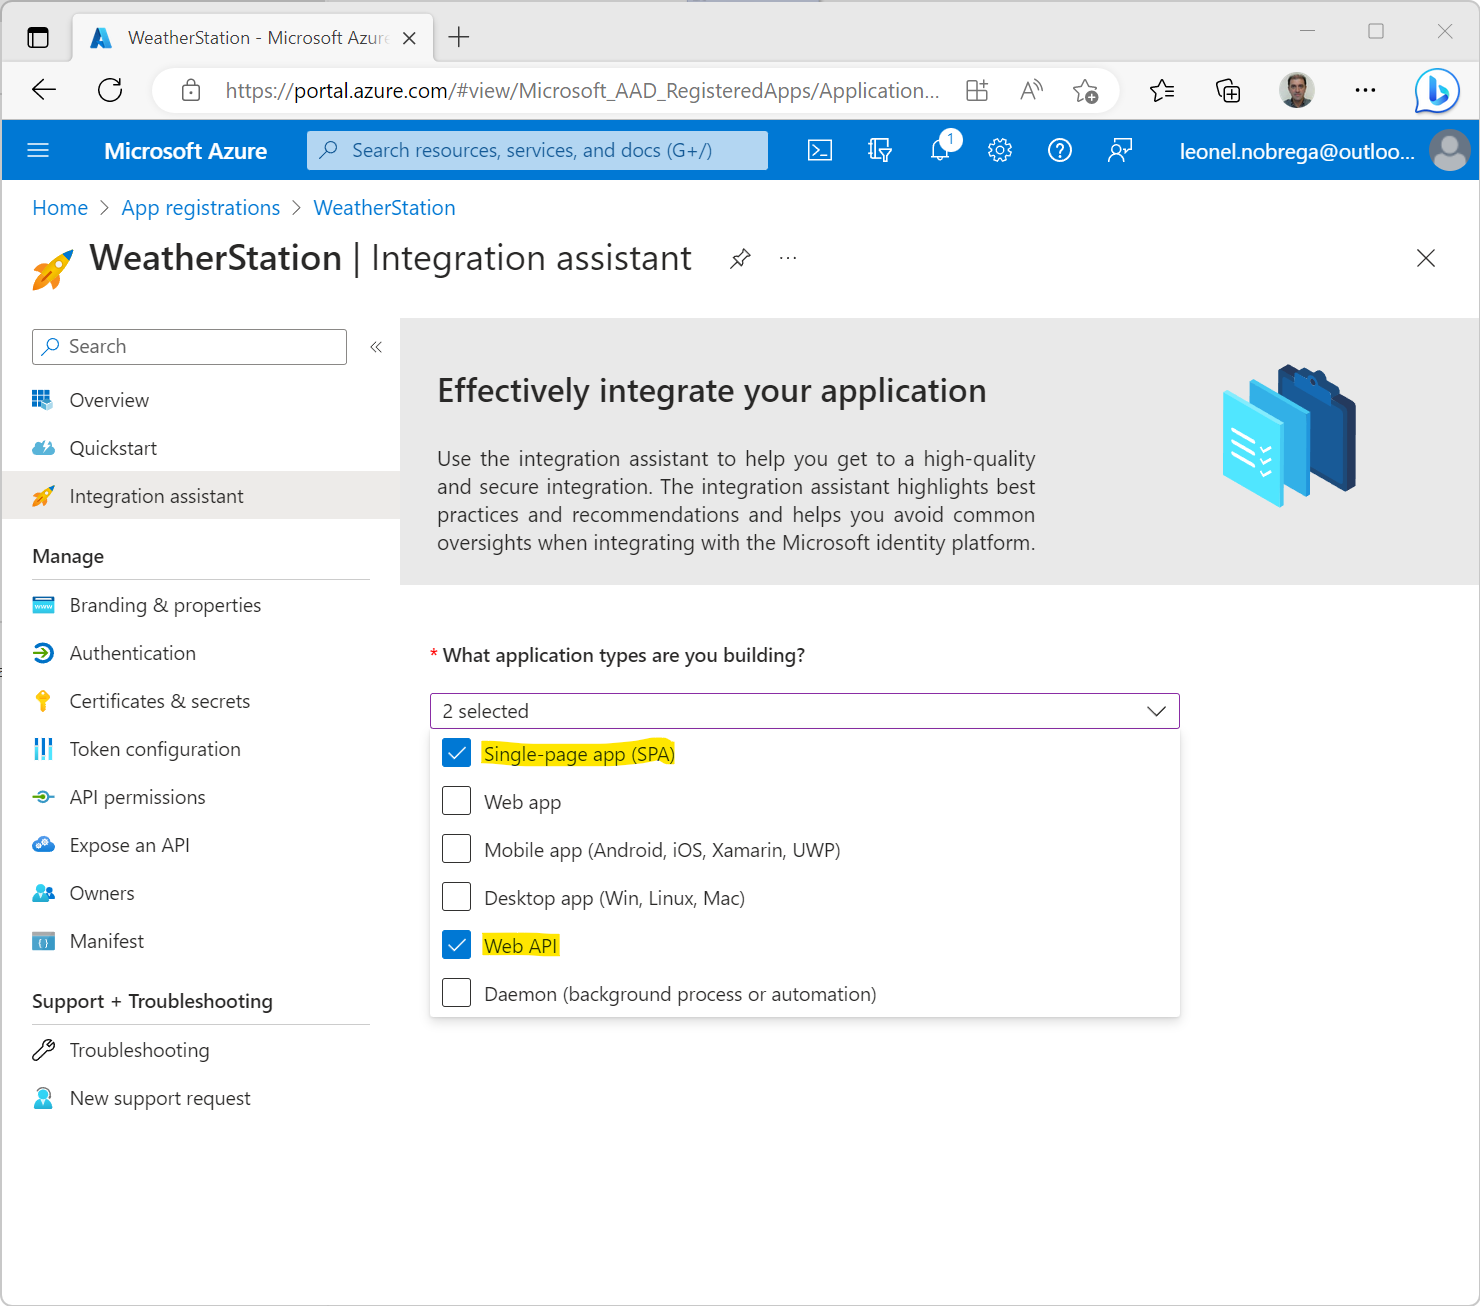 WeatherStation - Microsoft Azure
https://portal.azure.com/#view/Microsoft_AAD_RegisteredApps/Application...
Microsoft Azure
Search resources, services, and docs (G+/)
1
leonel.nobrega@outloo...
Home > App registrations > WeatherStation
WeatherStation | Integration assistant
Search
Overview
Quickstart
Integration assistant
Manage
Branding & properties
Authentication
Certificates & secrets
Token configuration
API permissions
Expose an API
Owners
Manifest
Support + Troubleshooting
Troubleshooting
New support request
Effectively integrate your application
Use the integration assistant to help you get to a high-quality
and secure integration. The integration assistant highlights best
practices and recommendations and helps you avoid common
oversights when integrating with the Microsoft identity platform.
* What application types are you building?
2 selected
Single-page app (SPA)
Web app
Mobile app (Android, iOS, Xamarin, UWP)
Desktop app (Win, Linux, Mac)
Web API
Daemon (background process or automation)